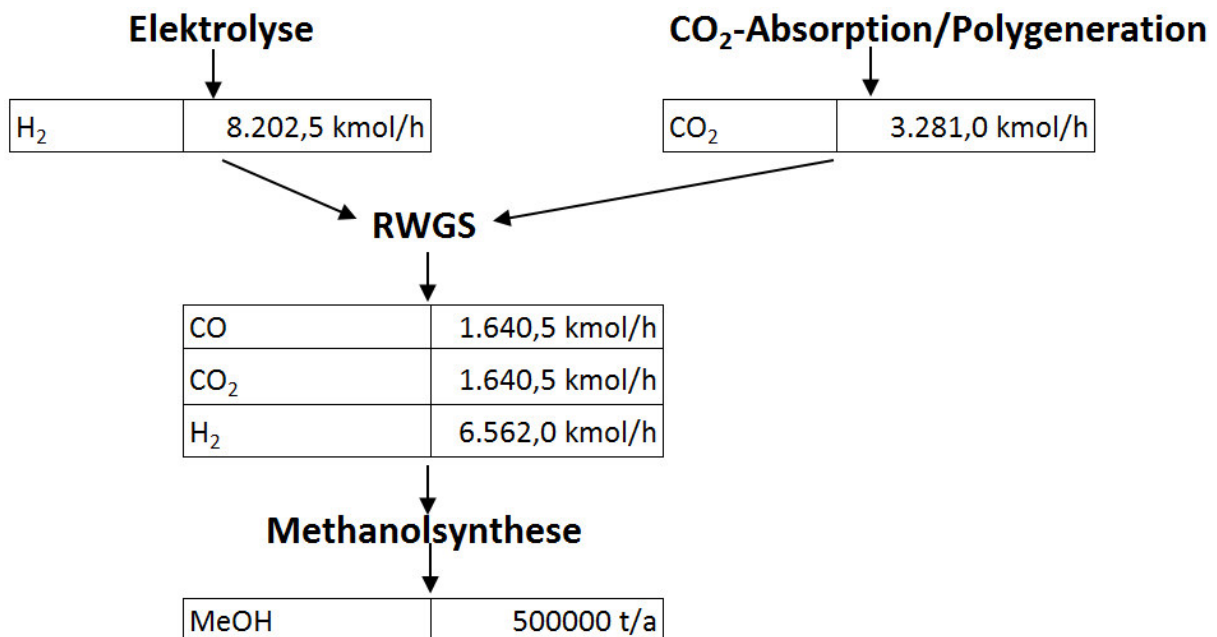 Elektrolyse
CO₂-Absorption/Polygeneration
H₂ 8.202,5 kmol/h
CO₂ 3.281,0 kmol/h
RWGS
CO 1.640,5 kmol/h
CO₂ 1.640,5 kmol/h
H₂ 6.562,0 kmol/h
Methanolsynthese
MeOH 500000 t/a